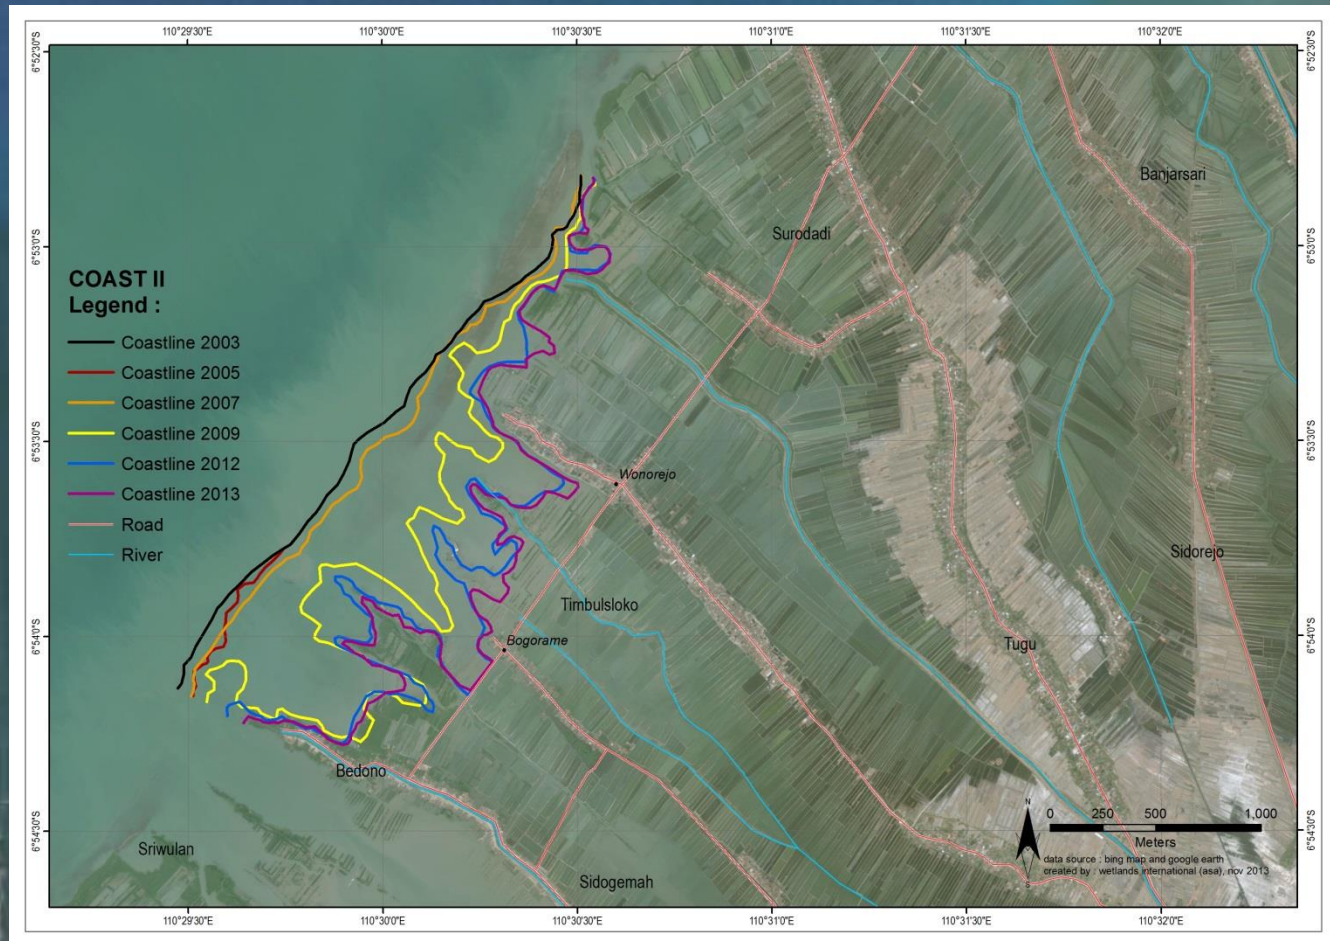 110°29'30"E 110°30'0"E 110°30'30"E 110°31'0"E 110°31'30"E 110°32'0"E
6°52'30"S 6°52'30"S
Banjarsari
Surodadi
6°53'0"S 6°53'0"S
COAST II
Legend :
Coastline 2003
Coastline 2005
Coastline 2007
Coastline 2009
Coastline 2012
Coastline 2013
Road
River
6°53'30"S 6°53'30"S
Wonorejo
Sidorejo
Timbulsloko
6°54'0"S 6°54'0"S
Bogorame
Tugu
Bedono
N
0 250 500 1,000
Meters
6°54'30"S 6°54'30"S
Sriwulan
data source : bing map and google earth
created by : wetlands international (asa), nov 2013
Sidogemah
S
110°29'30"E 110°30'0"E 110°30'30"E 110°31'0"E 110°31'30"E 110°32'0"E